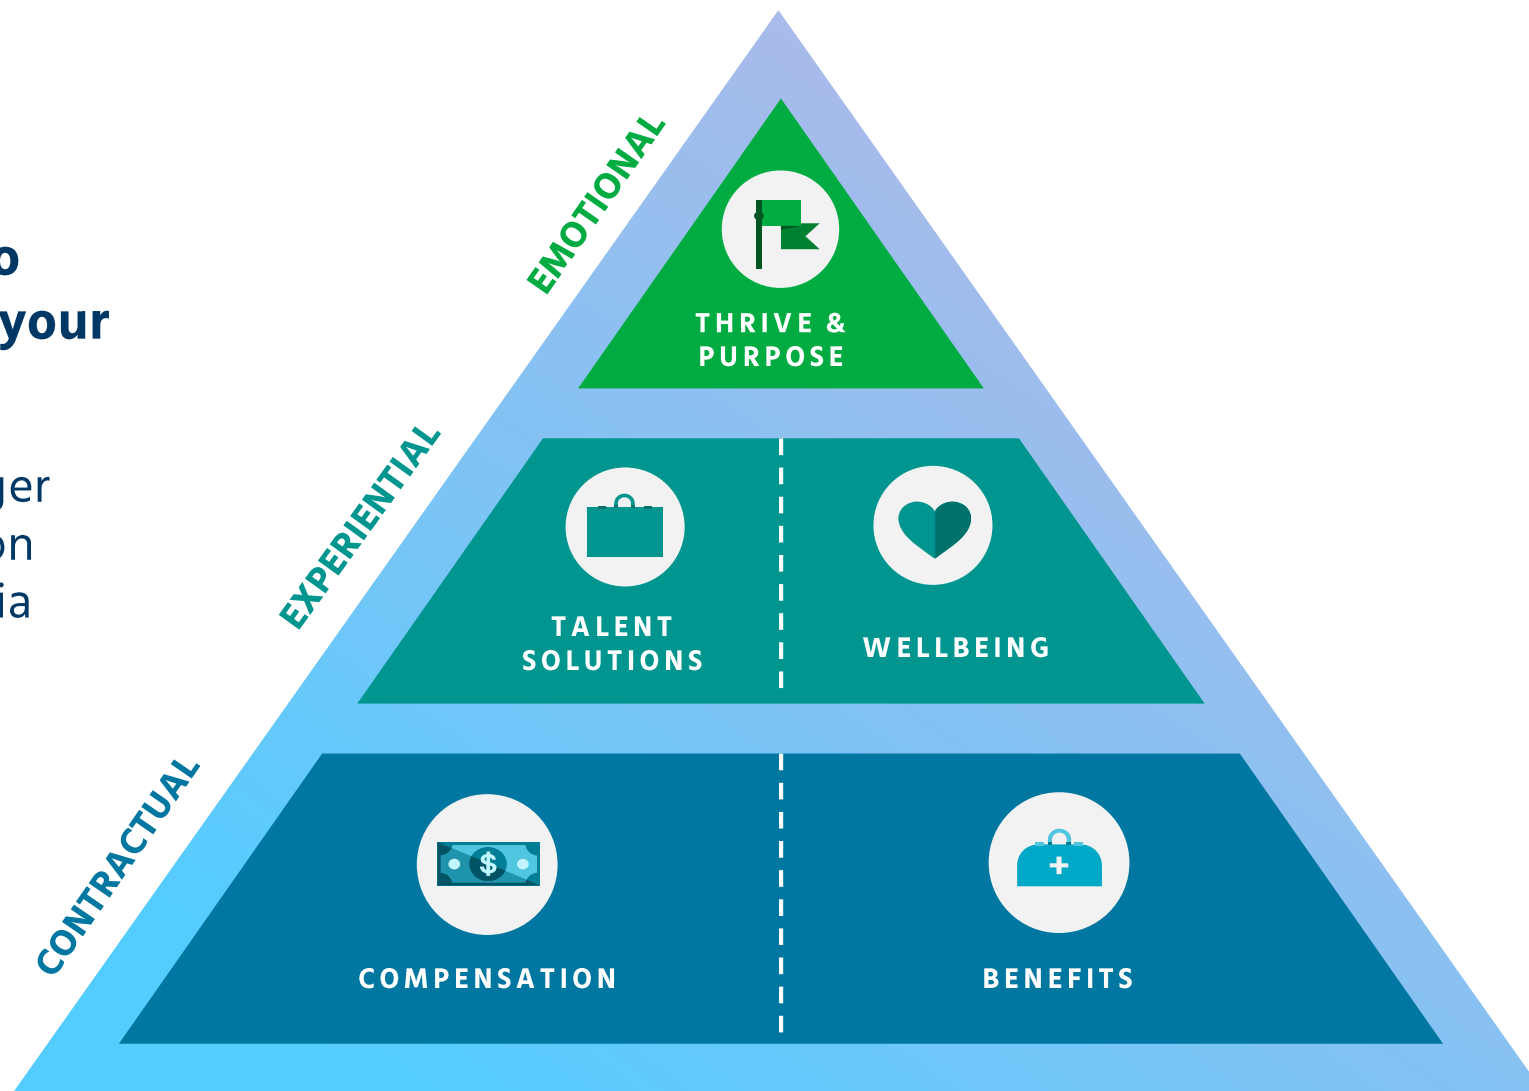 your
EMOTIONAL
THRIVE &
PURPOSE
EXPERIENTIAL
TALENT
SOLUTIONS
WELLBEING
CONTRACTUAL
$
COMPENSATION
BENEFITS